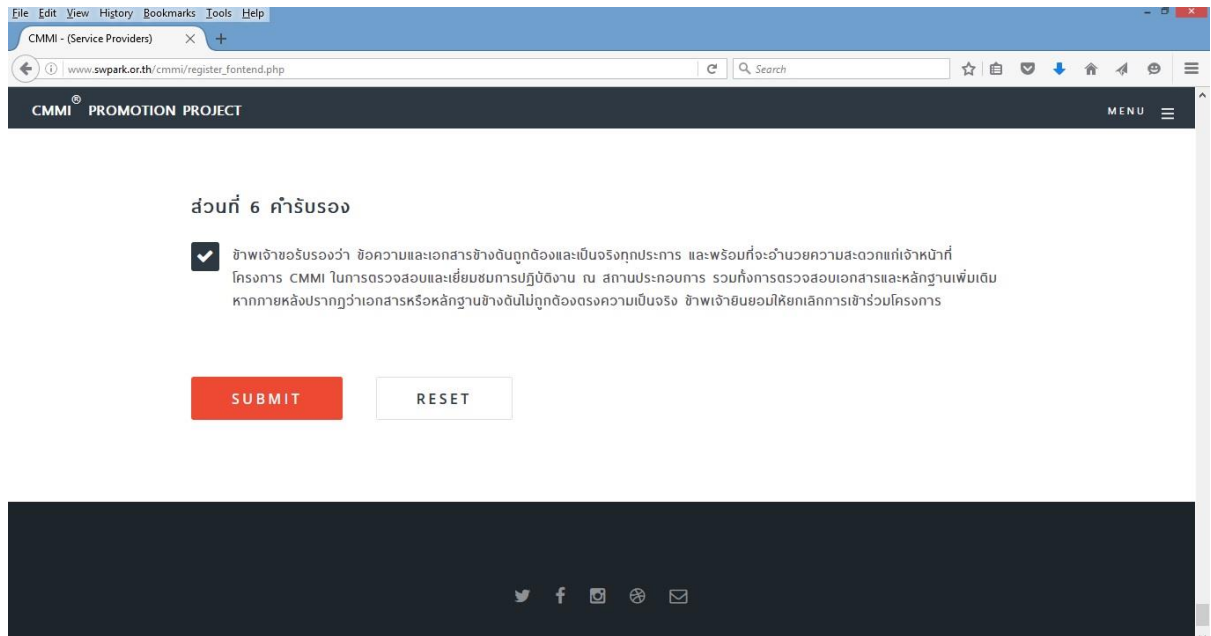 File Edit View History Bookmarks Tools Help
CMMI - (Service Providers)
www.swpark.or.th/cmmi/register_fontend.php
Search
CMMI® PROMOTION PROJECT
MENU
ส่วนที่ 6 คำรับรอง
ข้าพเจ้าขอรับรองว่า ข้อความและเอกสารข้างต้นถูกต้องและเป็นจริงทุกประการ และพร้อมที่จะอำนวยความสะดวกแก่เจ้าหน้าที่
โครงการ CMMI ในการตรวจสอบและเยี่ยมชมการปฏิบัติงาน ณ สถานประกอบการ รวมทั้งการตรวจสอบเอกสารและหลักฐานเพิ่มเติม
หากภายหลังปรากฏว่าเอกสารหรือหลักฐานข้างต้นไม่ถูกต้องตรงความเป็นจริง ข้าพเจ้ายินยอมให้ยกเลิกการเข้าร่วมโครงการ
SUBMIT
RESET